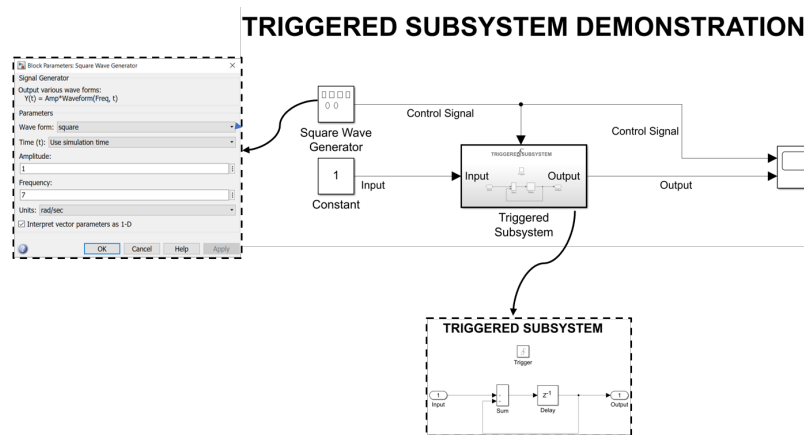 TRIGGERED SUBSYSTEM DEMONSTRATION
Block Parameters: Square Wave Generator
Signal Generator
Output various wave forms:
Y(t) = Amp*Waveform(Freq, t)
Parameters
Wave form: square
Time (t): Use simulation time
Amplitude:
1
Frequency:
7
Units: rad/sec
Interpret vector parameters as 1-D
OK Cancel Help Apply
Square Wave
Generator
Control Signal
Control Signal
1
Constant
Input
TRIGGERED SUBSYSTEM
Input Output
Triggered
Subsystem
Output
TRIGGERED SUBSYSTEM
Trigger
1
Input
Sum
Z-1
Delay
1
Output